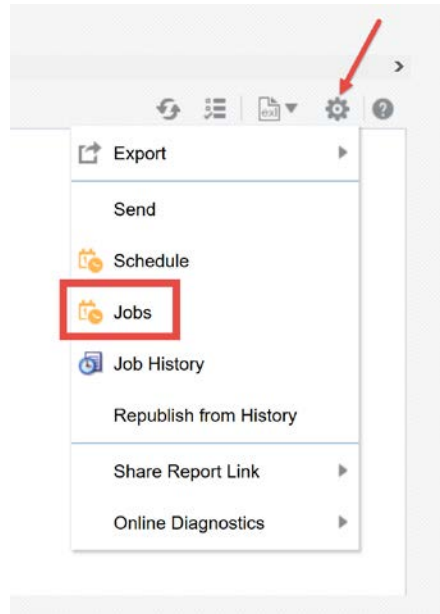 Export
Send
Schedule
Jobs
Job History
Republish from History
Share Report Link
Online Diagnostics